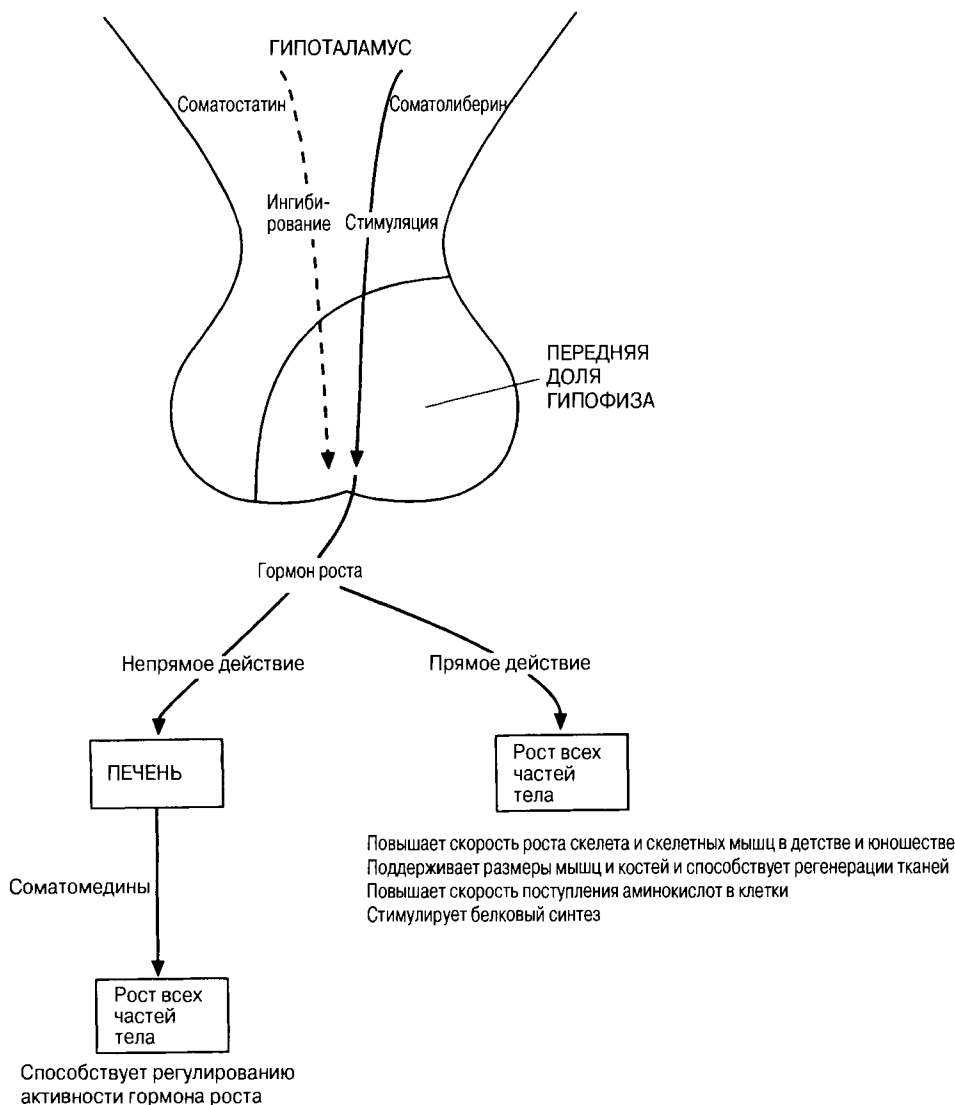 ГИПОТАЛАМУС
Соматостатин
Соматолиберин
Ингиби-
рование
Стимуляция
ПЕРЕДНЯЯ
ДОЛЯ
ГИПОФИЗА
Гормон роста
Непрямое действие
Прямое действие
ПЕЧЕНЬ
Рост всех
частей
тела
Повышает скорость роста скелета и скелетных мышц в детстве и юношестве
Поддерживает размеры мышц и костей и способствует регенерации тканей
Повышает скорость поступления аминокислот в клетки
Стимулирует белковый синтез
Соматомедины
Рост всех
частей
тела
Способствует регулированию
активности гормона роста